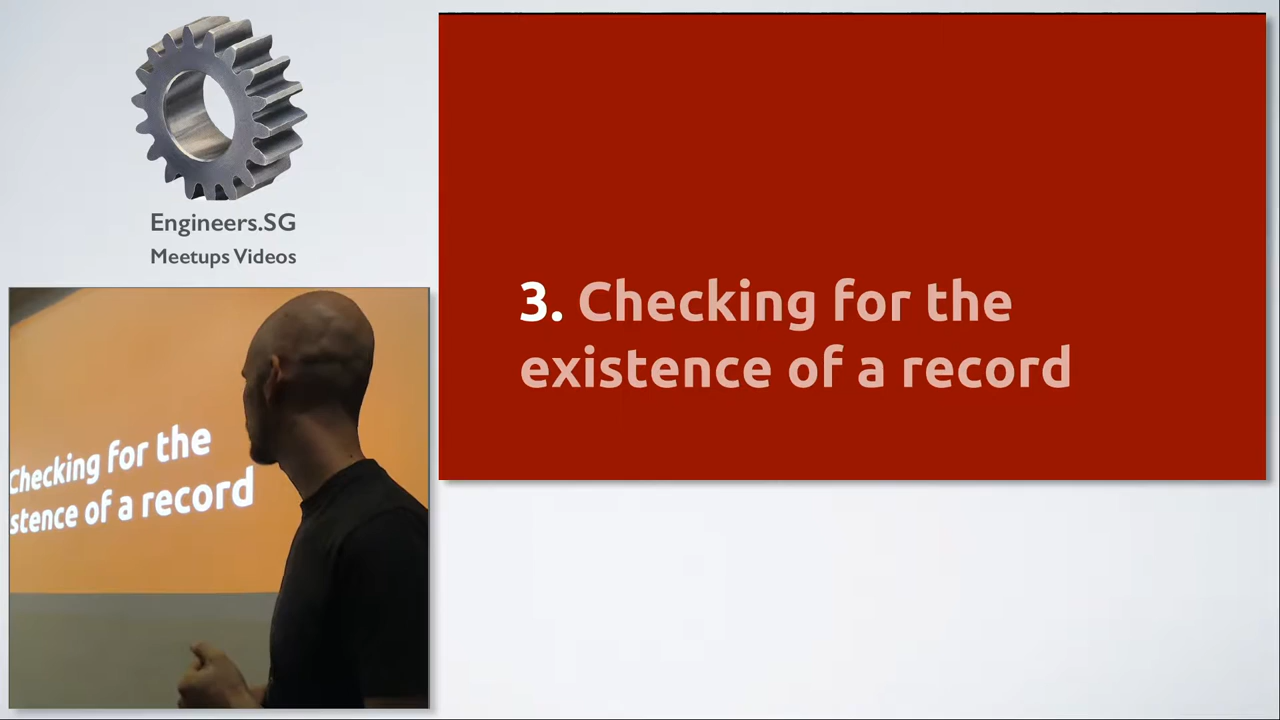 Engineers.SG
Meetups Videos
3. Checking for the
existence of a record
Checking for the
stence of a record